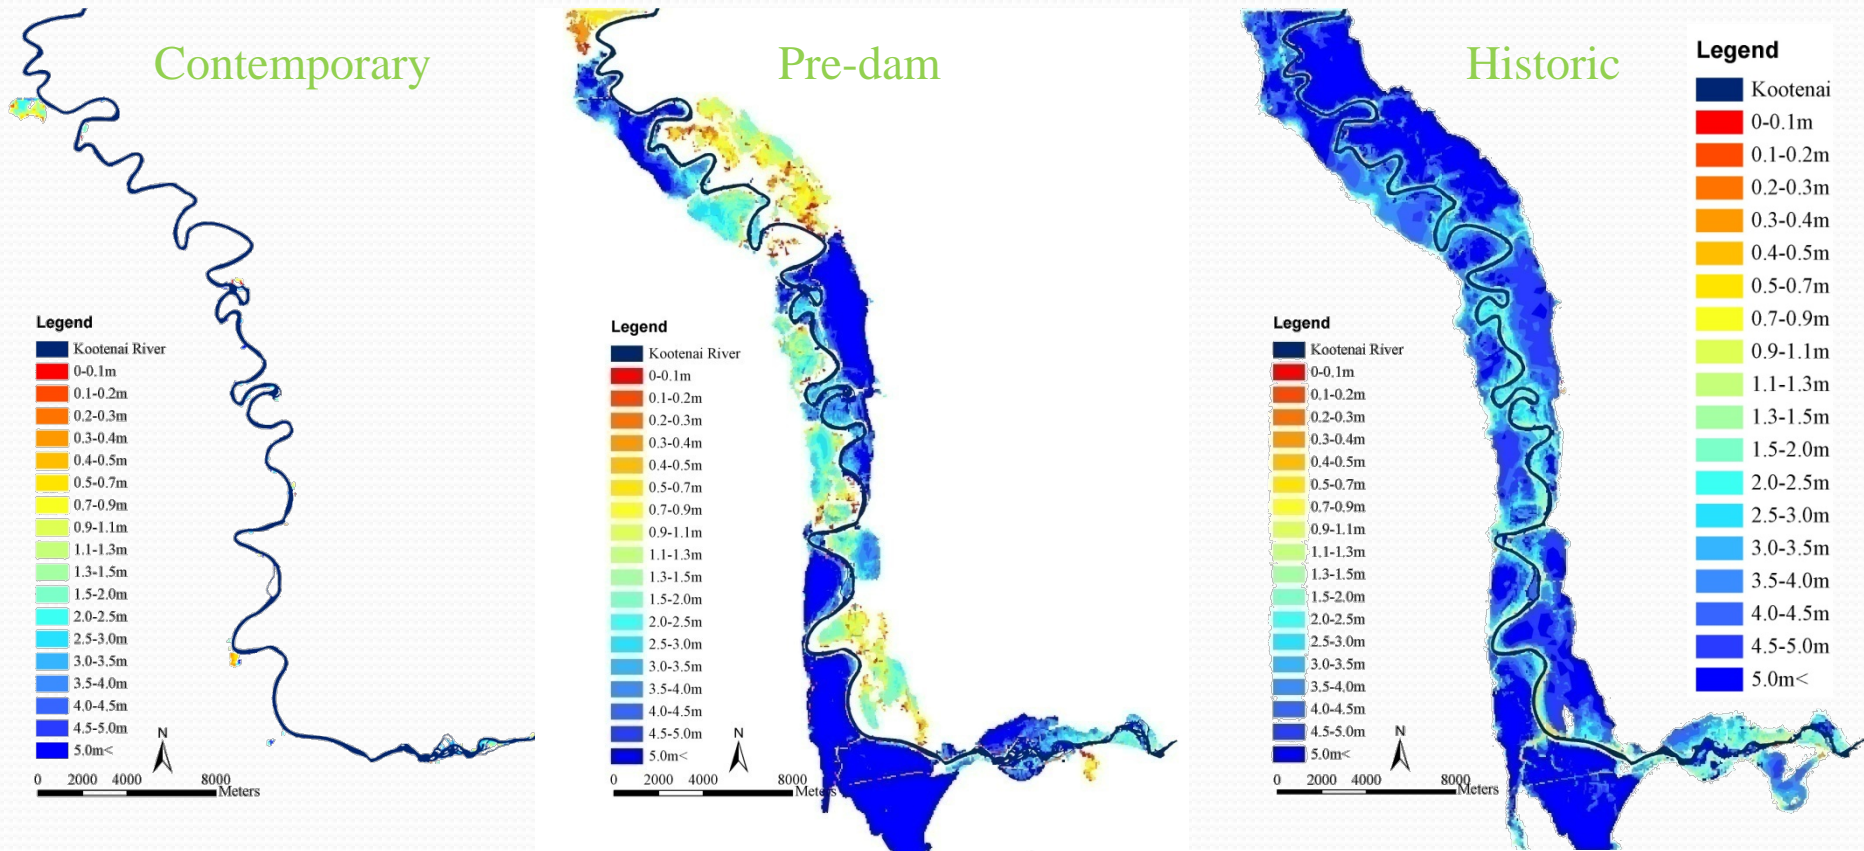 Contemporary
Legend
Kootenai River
0-0.1m
0.1-0.2m
0.2-0.3m
0.3-0.4m
0.4-0.5m
0.5-0.7m
0.7-0.9m
0.9-1.1m
1.1-1.3m
1.3-1.5m
1.5-2.0m
2.0-2.5m
2.5-3.0m
3.0-3.5m
3.5-4.0m
4.0-4.5m
4.5-5.0m
5.0m<
N
0 2000 4000 8000
Meters
Pre-dam
Legend
Kootenai River
0-0.1m
0.1-0.2m
0.2-0.3m
0.3-0.4m
0.4-0.5m
0.5-0.7m
0.7-0.9m
0.9-1.1m
1.1-1.3m
1.3-1.5m
1.5-2.0m
2.0-2.5m
2.5-3.0m
3.0-3.5m
3.5-4.0m
4.0-4.5m
4.5-5.0m
5.0m<
N
0 2000 4000 8000
Meters
Historic
Legend
Kootenai River
0-0.1m
0.1-0.2m
0.2-0.3m
0.3-0.4m
0.4-0.5m
0.5-0.7m
0.7-0.9m
0.9-1.1m
1.1-1.3m
1.3-1.5m
1.5-2.0m
2.0-2.5m
2.5-3.0m
3.0-3.5m
3.5-4.0m
4.0-4.5m
4.5-5.0m
5.0m<
N
0 2000 4000 8000
Meters
Legend
Kootenai
0-0.1m
0.1-0.2m
0.2-0.3m
0.3-0.4m
0.4-0.5m
0.5-0.7m
0.7-0.9m
0.9-1.1m
1.1-1.3m
1.3-1.5m
1.5-2.0m
2.0-2.5m
2.5-3.0m
3.0-3.5m
3.5-4.0m
4.0-4.5m
4.5-5.0m
5.0m<